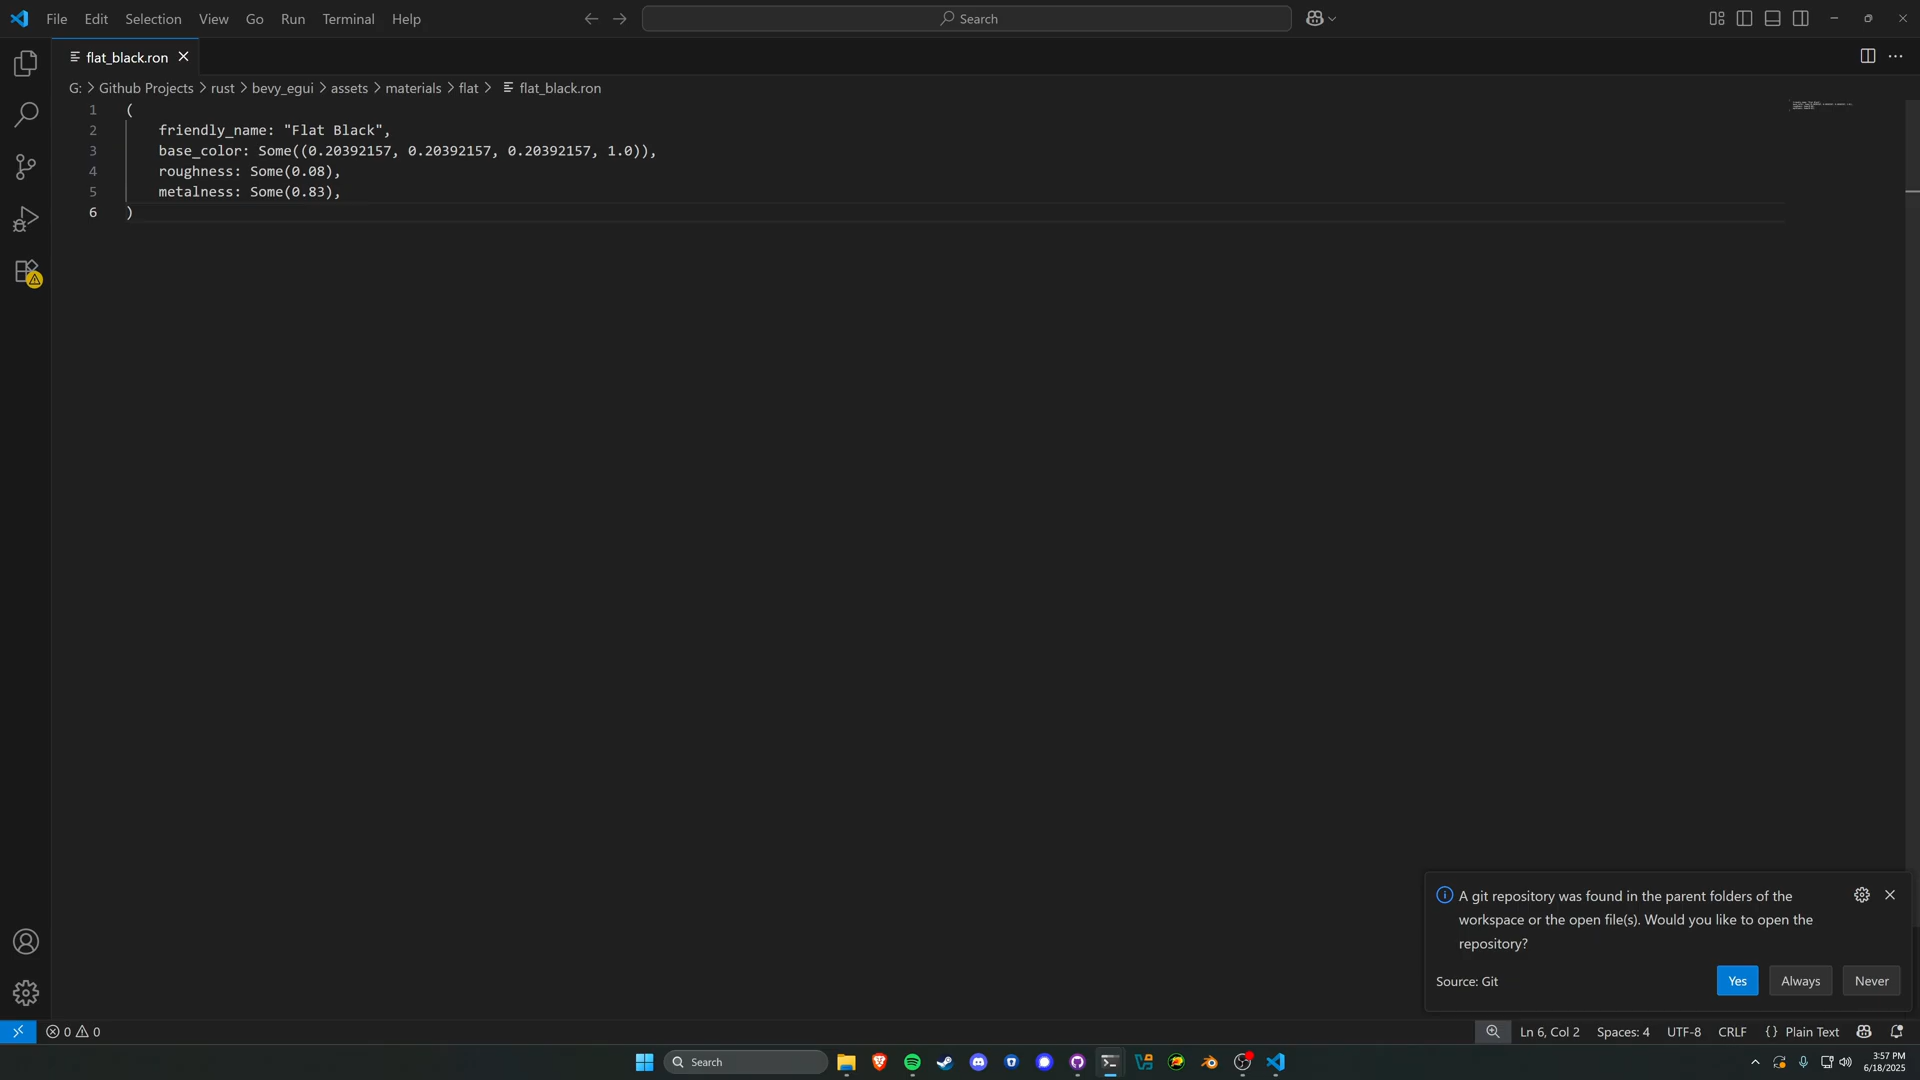 File Edit Selection View Go Run Terminal Help
Search
flat_black.ron
G: > Github Projects > rust > bevy_egui > assets > materials > flat > flat_black.ron
1 (
2     friendly_name: "Flat Black",
3     base_color: Some((0.20392157, 0.20392157, 0.20392157, 1.0)),
4     roughness: Some(0.08),
5     metalness: Some(0.83),
6 )
A git repository was found in the parent folders of the
workspace or the open file(s). Would you like to open the
repository?
Source: Git
Yes Always Never
0 0 Ln 6, Col 2 Spaces: 4 UTF-8 CRLF {} Plain Text
Search
3:57 PM
6/18/2025